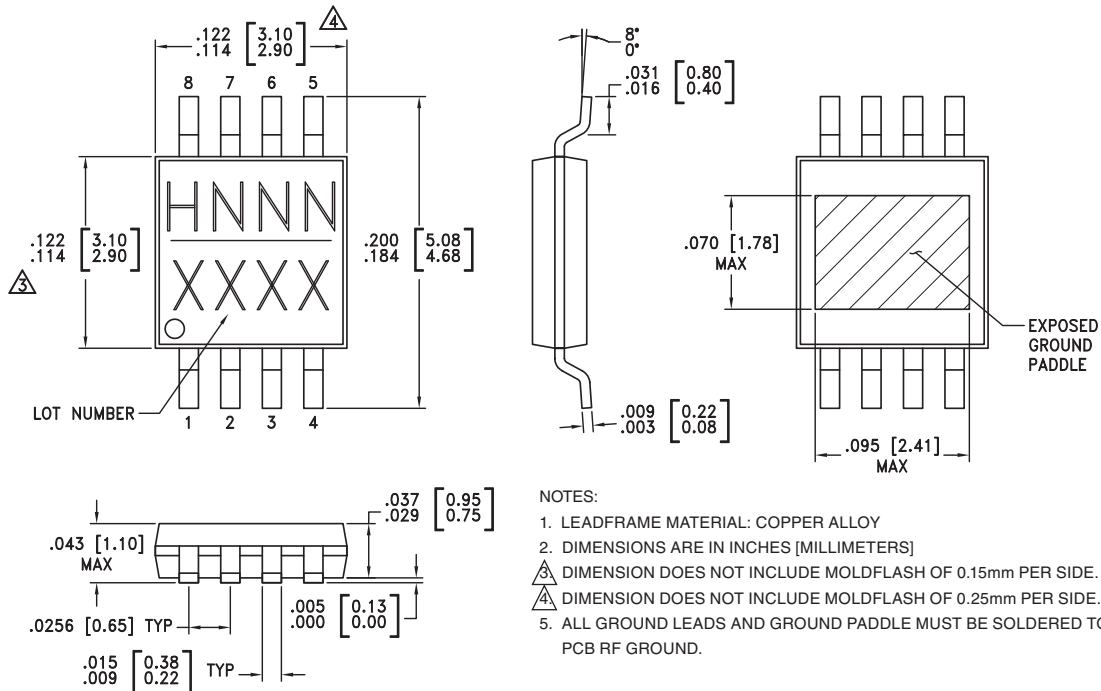 .122 [3.10]
.114 [2.90]
4
8 7 6 5
HNNN
XXXX
.122 [3.10]
.114 [2.90]
3
.200 [5.08]
.184 [4.68]
LOT NUMBER
1 2 3 4
8°
0°
.031 [0.80]
.016 [0.40]
.009 [0.22]
.003 [0.08]
.070 [1.78]
MAX
EXPOSED
GROUND
PADDLE
.095 [2.41]
MAX
.037 [0.95]
.029 [0.75]
.043 [1.10]
MAX
.005 [0.13]
.000 [0.00]
.0256 [0.65] TYP
.015 [0.38]
.009 [0.22]
TYP
NOTES:
1. LEADFRAME MATERIAL: COPPER ALLOY
2. DIMENSIONS ARE IN INCHES [MILLIMETERS]
3. DIMENSION DOES NOT INCLUDE MOLDFLASH OF 0.15mm PER SIDE.
4. DIMENSION DOES NOT INCLUDE MOLDFLASH OF 0.25mm PER SIDE.
5. ALL GROUND LEADS AND GROUND PADDLE MUST BE SOLDERED TO
PCB RF GROUND.